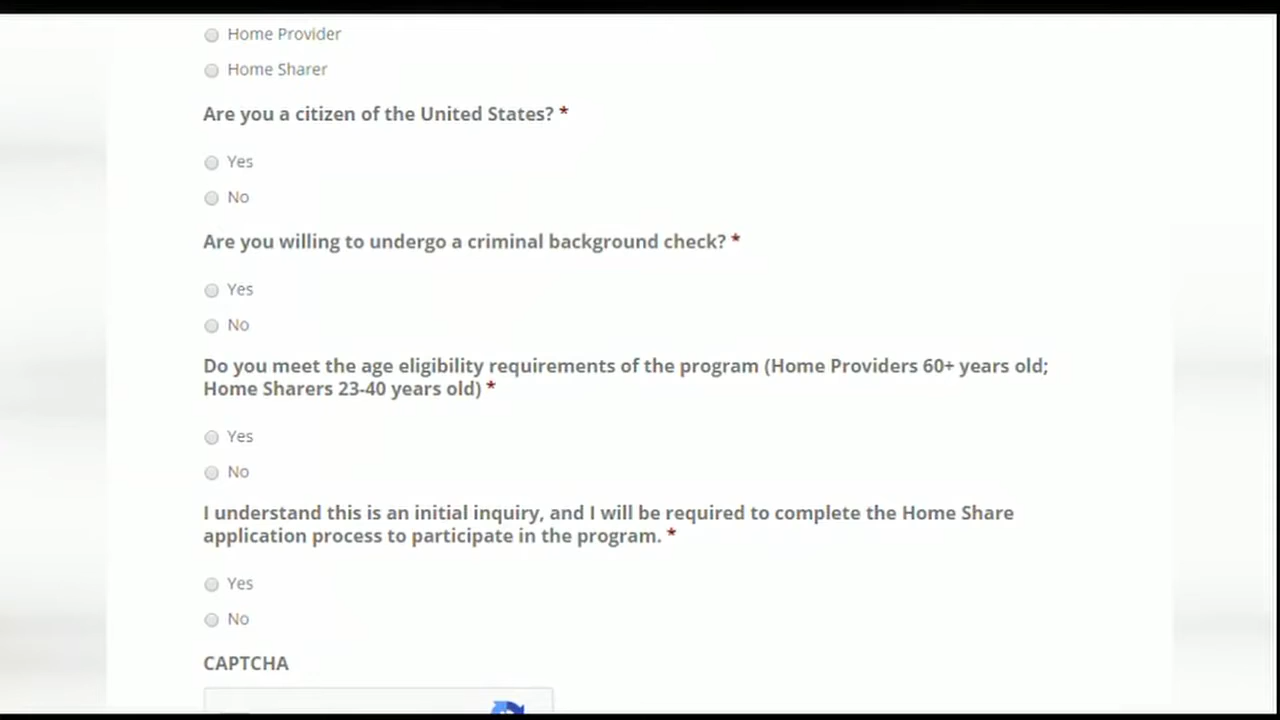 Home Provider
Home Sharer
Are you a citizen of the United States? *
Yes
No
Are you willing to undergo a criminal background check? *
Yes
No
Do you meet the age eligibility requirements of the program (Home Providers 60+ years old;
Home Sharers 23-40 years old) *
Yes
No
I understand this is an initial inquiry, and I will be required to complete the Home Share
application process to participate in the program. *
Yes
No
CAPTCHA